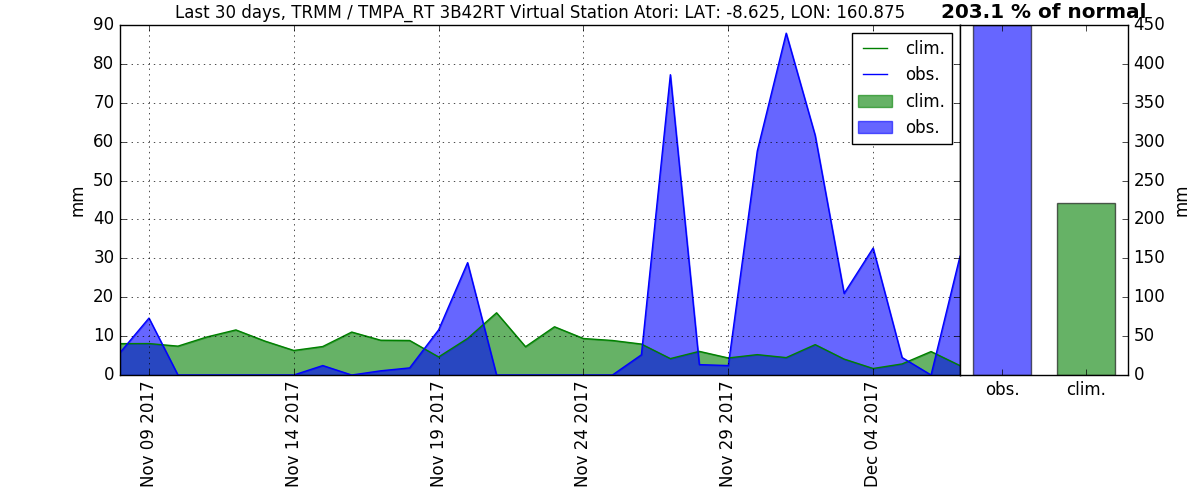 Last 30 days, TRMM / TMPA_RT 3B42RT Virtual Station Atori: LAT: -8.625, LON: 160.875
203.1 % of normal
90
80
70
60
50
40
30
20
10
0
mm
clim.
obs.
clim.
obs.
Nov 09 2017
Nov 14 2017
Nov 19 2017
Nov 24 2017
Nov 29 2017
Dec 04 2017
450
400
350
300
250
200
150
100
50
0
mm
obs.
clim.